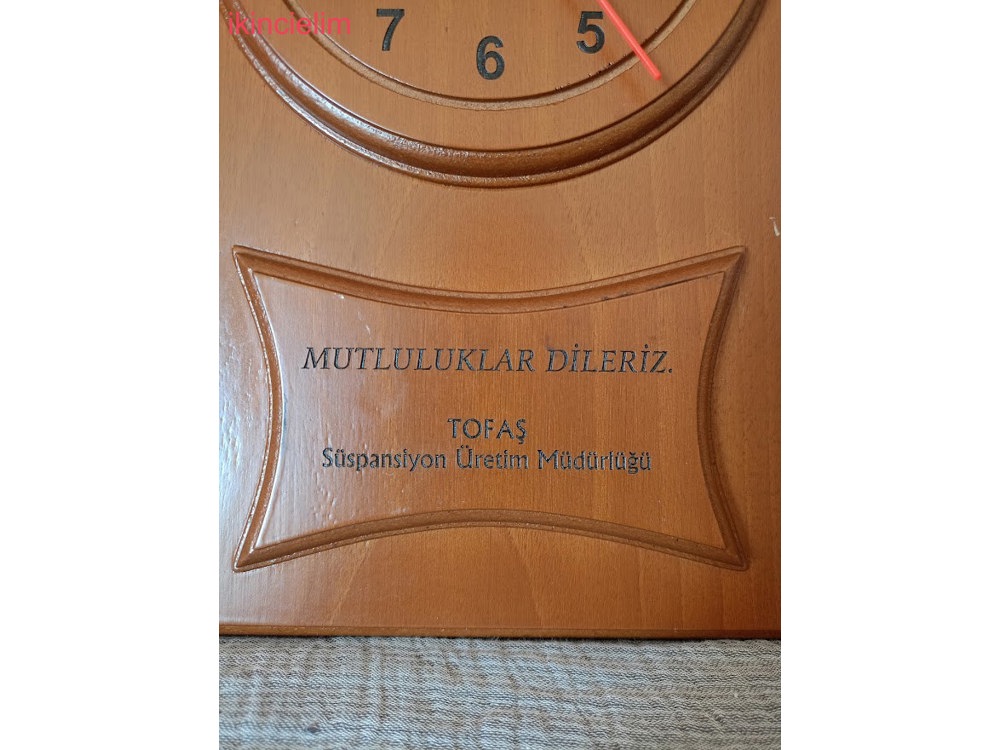 ikincielim
7 6 5
MUTLULUKLAR DİLERİZ.
TOFAŞ
Süspansiyon Üretim Müdürlüğü